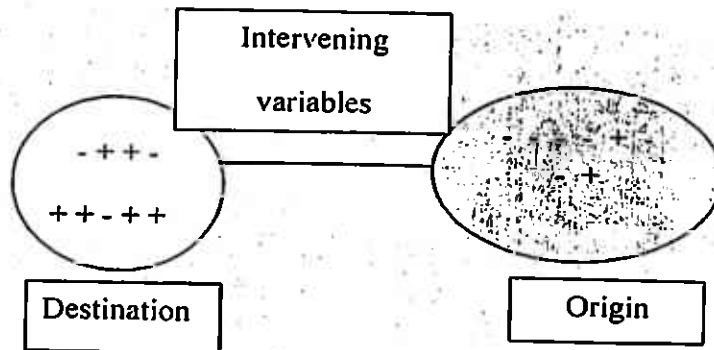 Intervening
variables
- + + -
+ + - + +
- +
- +
Destination
Origin